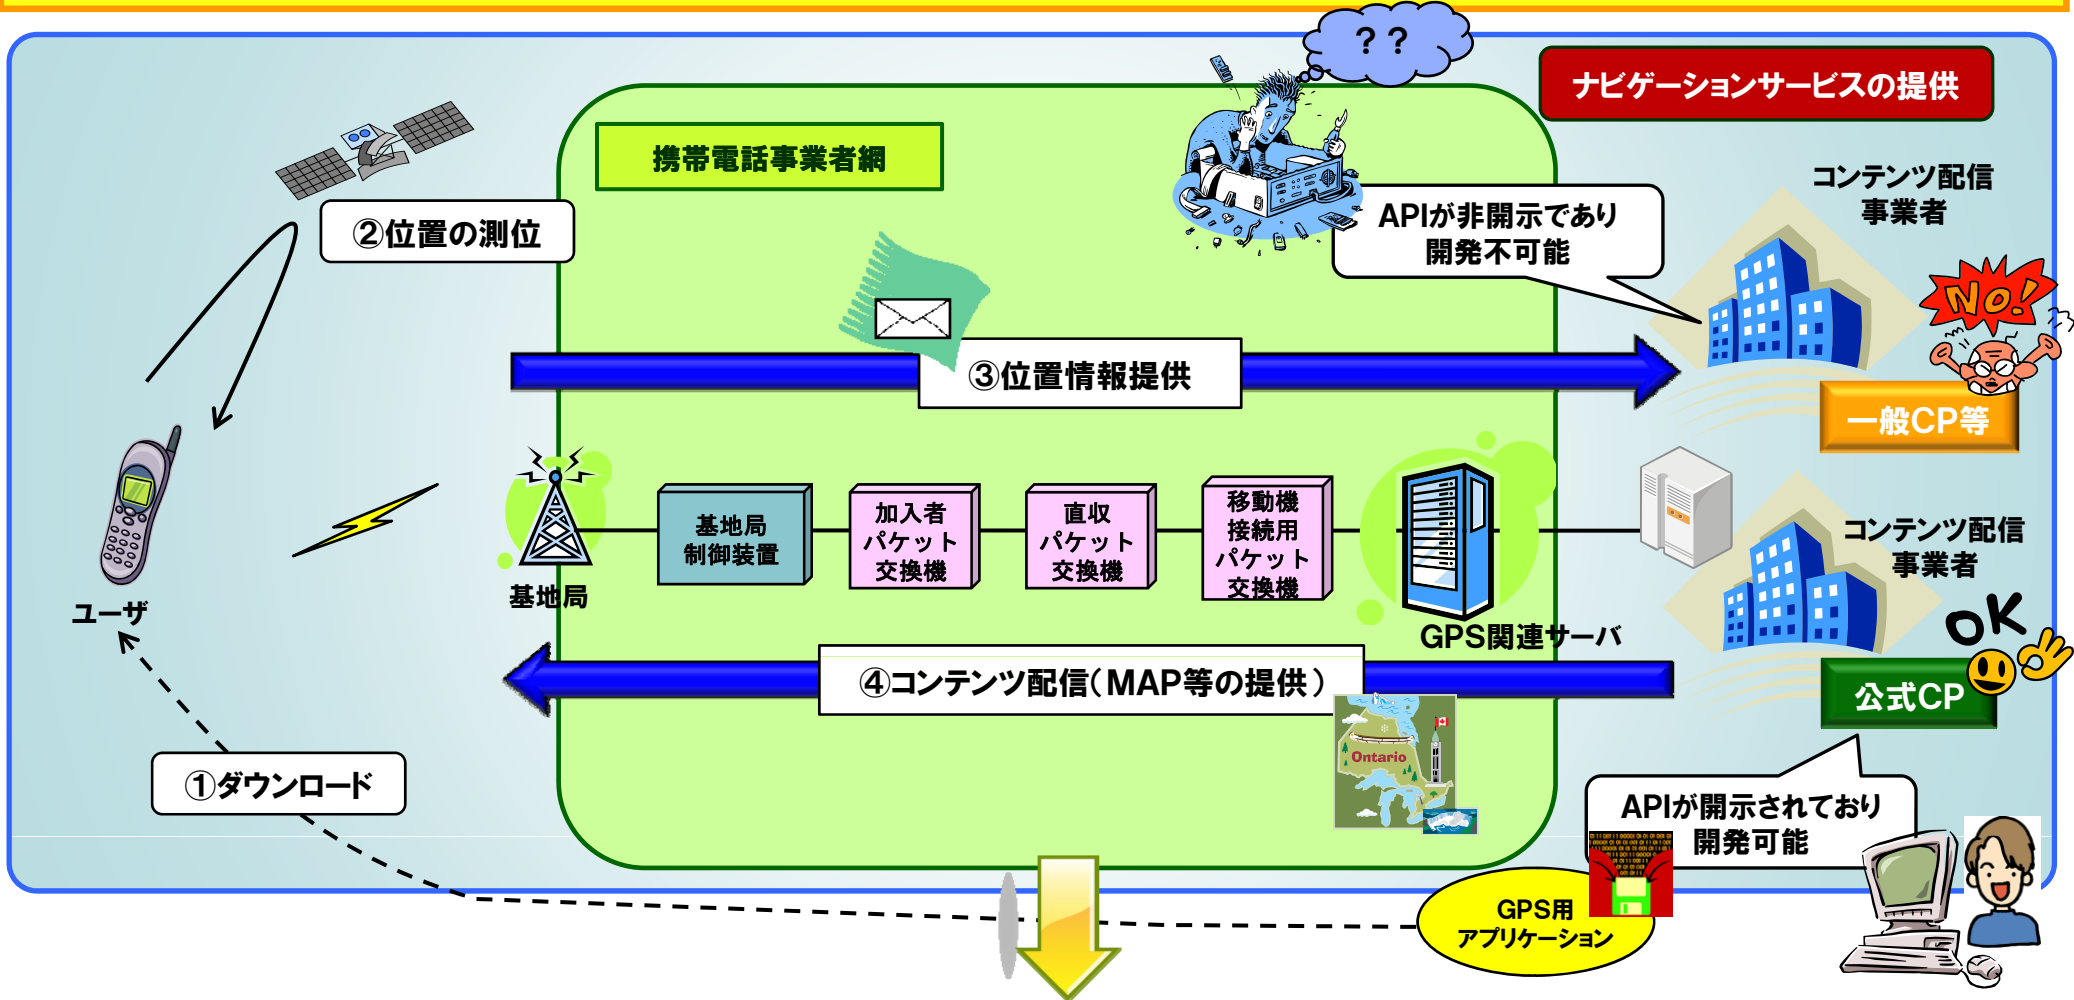 ？？
ナビゲーションサービスの提供
携帯電話事業者網
コンテンツ配信
事業者
②位置の測位
APIが非開示であり
開発不可能
NO!
③位置情報提供
一般CP等
基地局
制御装置
加入者
パケット
交換機
直収
パケット
交換機
移動機
接続用
パケット
交換機
コンテンツ配信
事業者
基地局
ユーザ
GPS関連サーバ
OK
④コンテンツ配信（MAP等の提供）
公式CP
Ontario
①ダウンロード
APIが開示されており
開発可能
GPS用
アプリケーション